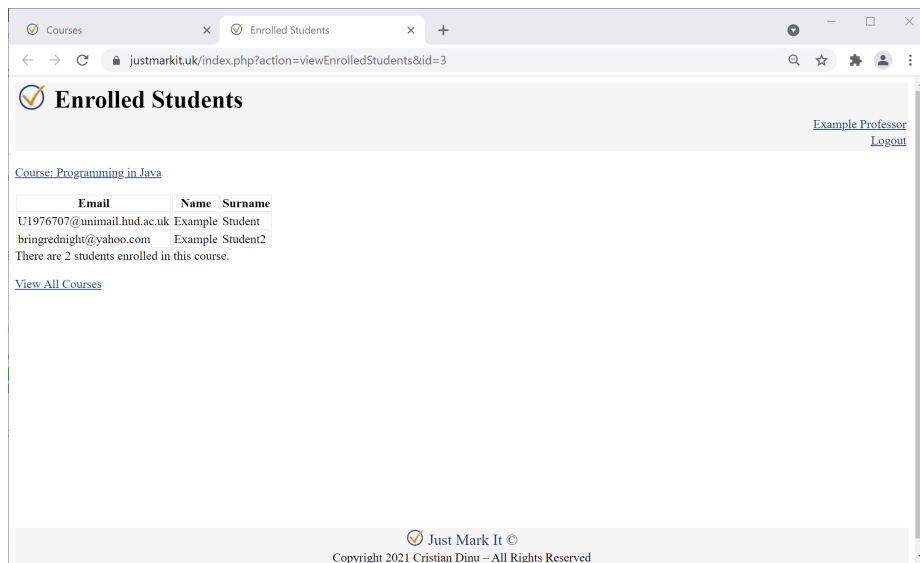 Courses
Enrolled Students
justmarkit.uk/index.php?action=viewEnrolledStudents&id=3
Enrolled Students
Example Professor
Logout
Course: Programming in Java
Email Name Surname
U1976707@unimail.hud.ac.uk Example Student
bringrednight@yahoo.com Example Student2
There are 2 students enrolled in this course.
View All Courses
Just Mark It ©
Copyright 2021 Cristian Dinu – All Rights Reserved